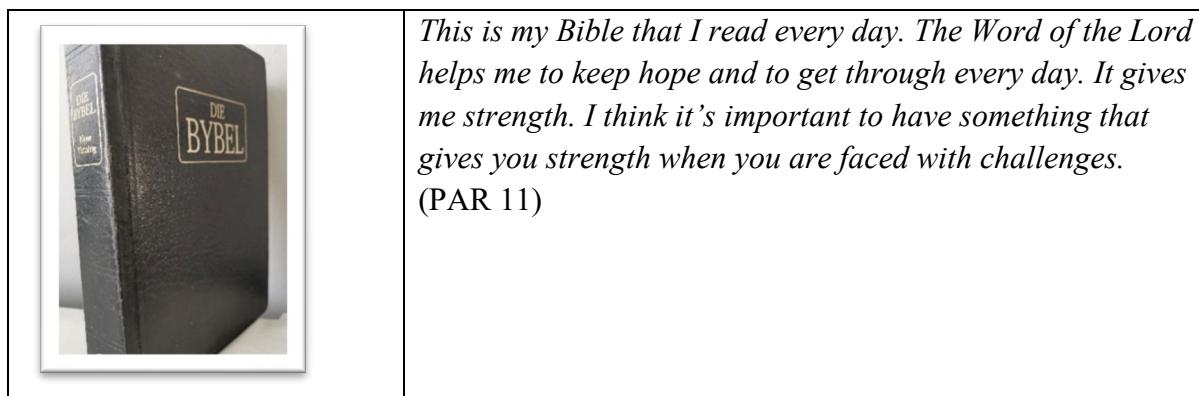 DIE
BYBEL
DIE
BYBEL
This is my Bible that I read every day. The Word of the Lord
helps me to keep hope and to get through every day. It gives
me strength. I think it’s important to have something that
gives you strength when you are faced with challenges.
(PAR 11)